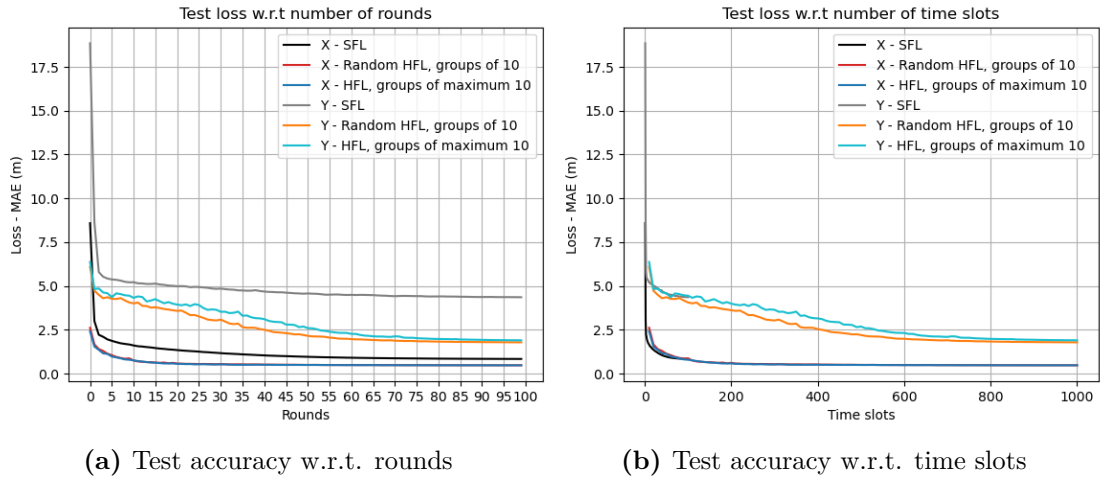 Test loss w.r.t number of rounds
X - SFL
X - Random HFL, groups of 10
X - HFL, groups of maximum 10
Y - SFL
Y - Random HFL, groups of 10
Y - HFL, groups of maximum 10
17.5
15.0
12.5
10.0
7.5
5.0
2.5
0.0
Loss - MAE (m)
0 5 10 15 20 25 30 35 40 45 50 55 60 65 70 75 80 85 90 95 100
Rounds
(a) Test accuracy w.r.t. rounds
Test loss w.r.t number of time slots
X - SFL
X - Random HFL, groups of 10
X - HFL, groups of maximum 10
Y - SFL
Y - Random HFL, groups of 10
Y - HFL, groups of maximum 10
17.5
15.0
12.5
10.0
7.5
5.0
2.5
0.0
Loss - MAE (m)
0 200 400 600 800 1000
Time slots
(b) Test accuracy w.r.t. time slots